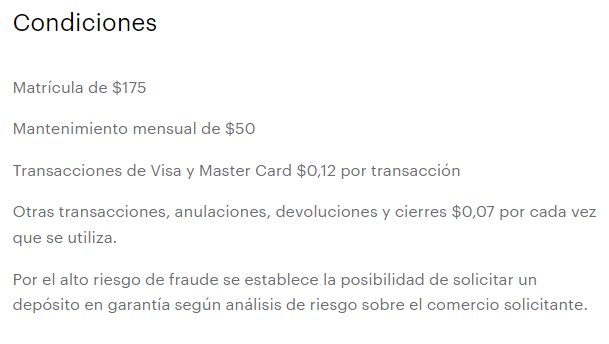 Condiciones
Matrícula de $175
Mantenimiento mensual de $50
Transacciones de Visa y Master Card $0,12 por transacción
Otras transacciones, anulaciones, devoluciones y cierres $0,07 por cada vez
que se utiliza.
Por el alto riesgo de fraude se establece la posibilidad de solicitar un
depósito en garantía según análisis de riesgo sobre el comercio solicitante.